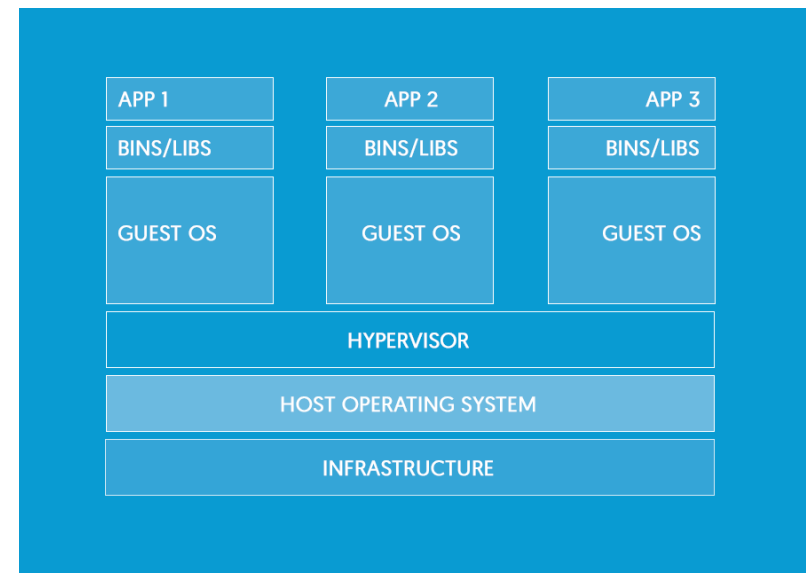 APP 1
APP 2
APP 3
BINS/LIBS
BINS/LIBS
BINS/LIBS
GUEST OS
GUEST OS
GUEST OS
HYPERVISOR
HOST OPERATING SYSTEM
INFRASTRUCTURE